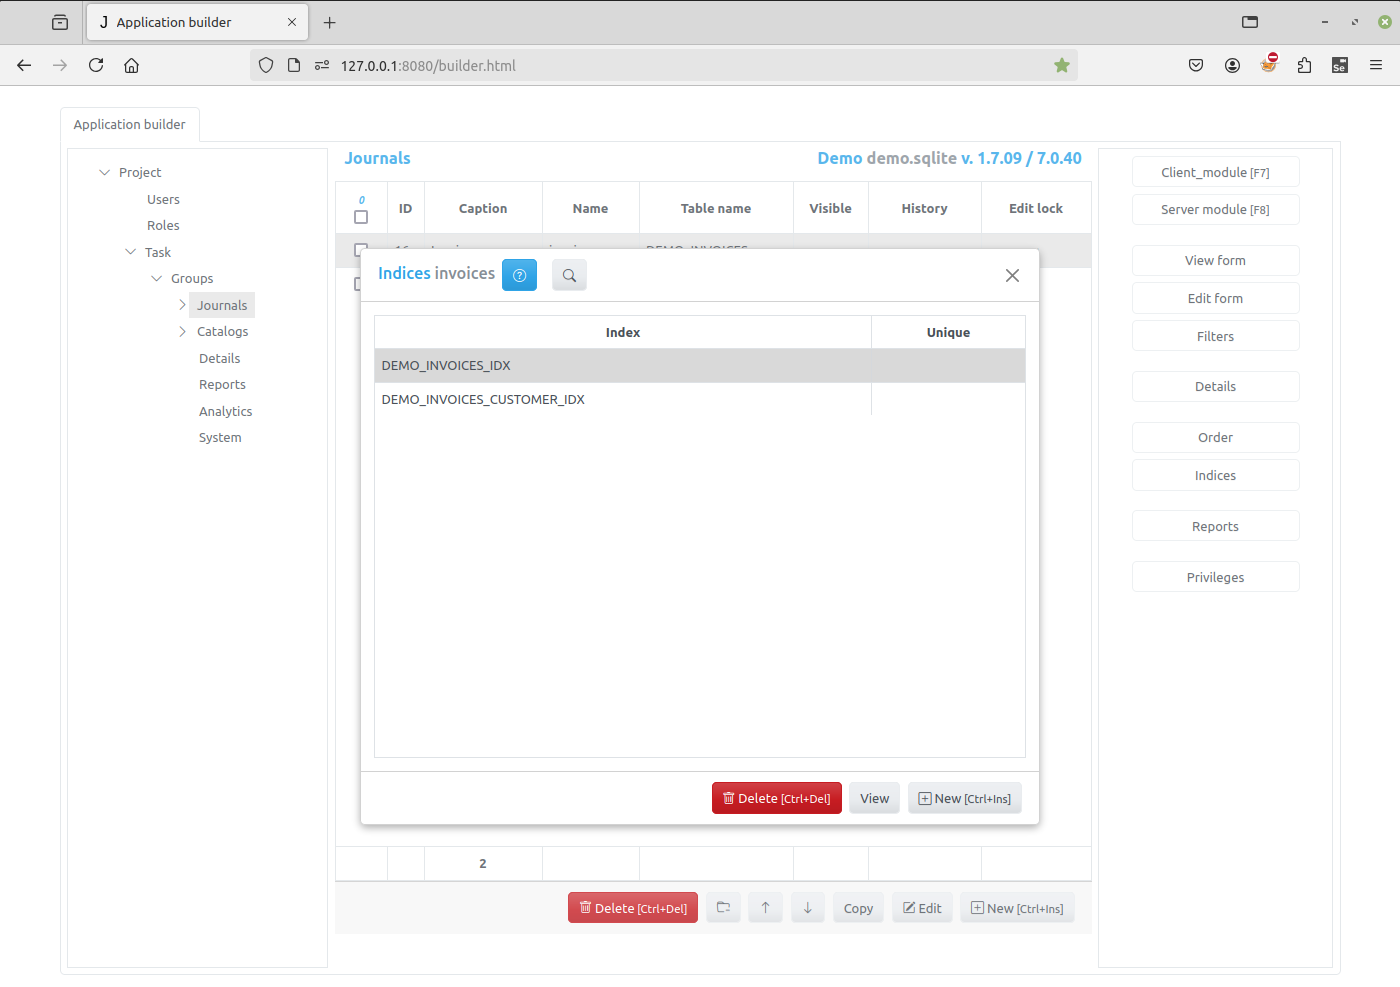 J Application builder
127.0.0.1:8080/builder.html
Se
Application builder
Project
Users
Roles
Task
Groups
Journals
Catalogs
Details
Reports
Analytics
System
Journals
Demo demo.sqlite v. 1.7.09 / 7.0.40
0
ID Caption Name Table name Visible History Edit lock
Indices invoices
Index Unique
DEMO_INVOICES_IDX
DEMO_INVOICES_CUSTOMER_IDX
Delete [Ctrl+Del] View New [Ctrl+Ins]
2
Delete [Ctrl+Del] Copy Edit New [Ctrl+Ins]
Client_module [F7]
Server module [F8]
View form
Edit form
Filters
Details
Order
Indices
Reports
Privileges